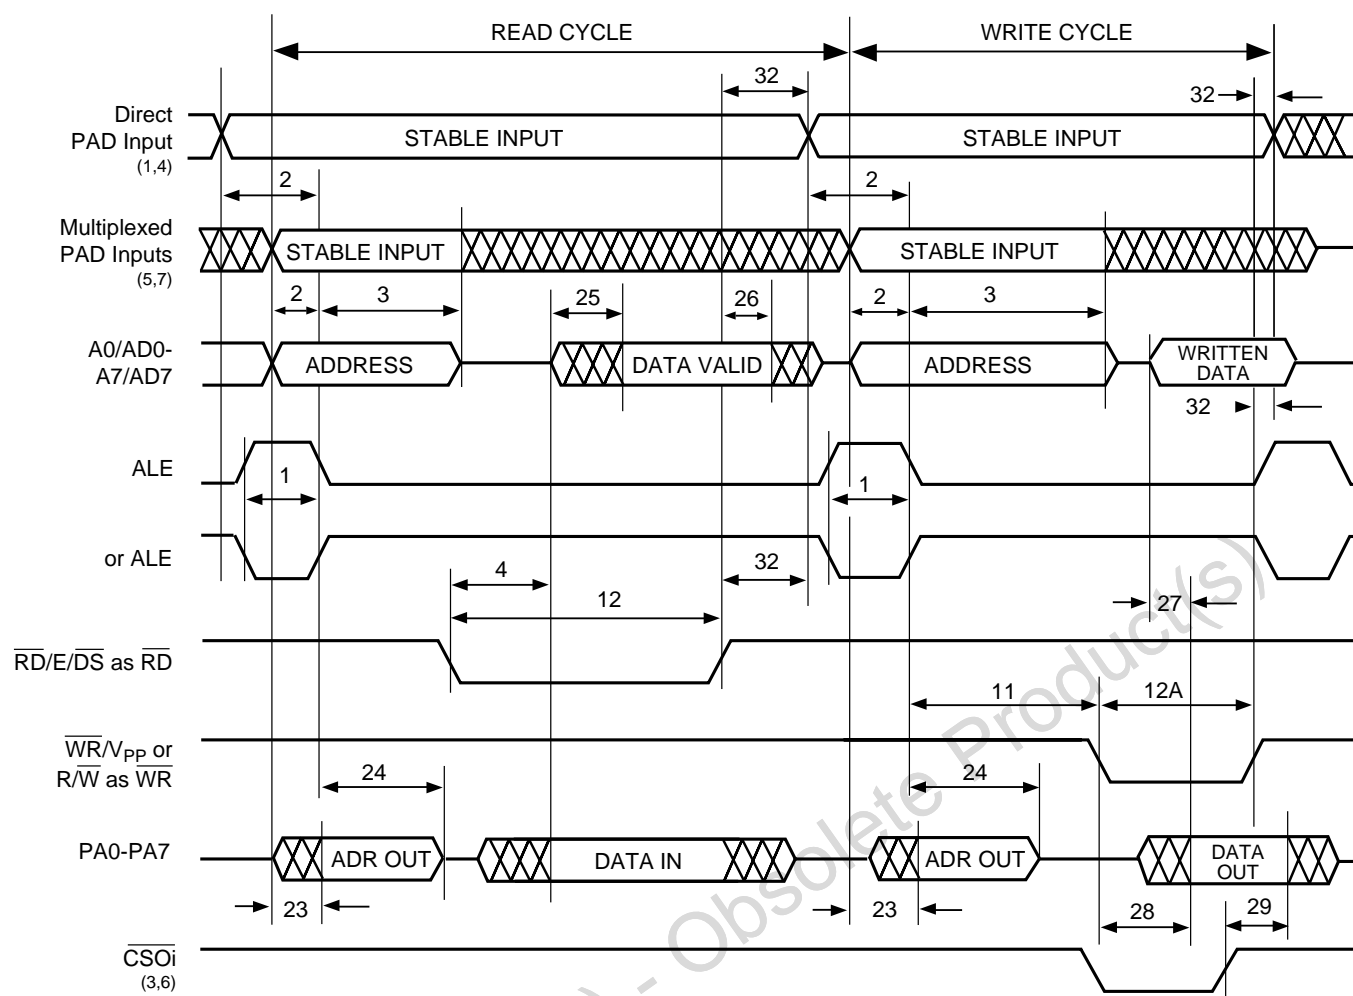 READ CYCLE WRITE CYCLE
32
32
Direct
PAD Input
(1,4)
STABLE INPUT STABLE INPUT
2 2
Multiplexed
PAD Inputs
(5,7)
STABLE INPUT STABLE INPUT
2 3 25 26 2 3
A0/AD0-
A7/AD7
ADDRESS DATA VALID ADDRESS WRITTEN
DATA
32
ALE
1 1
or ALE
4 32
12 27
RD/E/DS as RD
11 12A
WR/VPP or
R/W as WR
24 24
PA0-PA7
ADR OUT DATA IN ADR OUT DATA
OUT
23 23 28 29
CSOi
(3,6)
) - Obsolete Product(s)